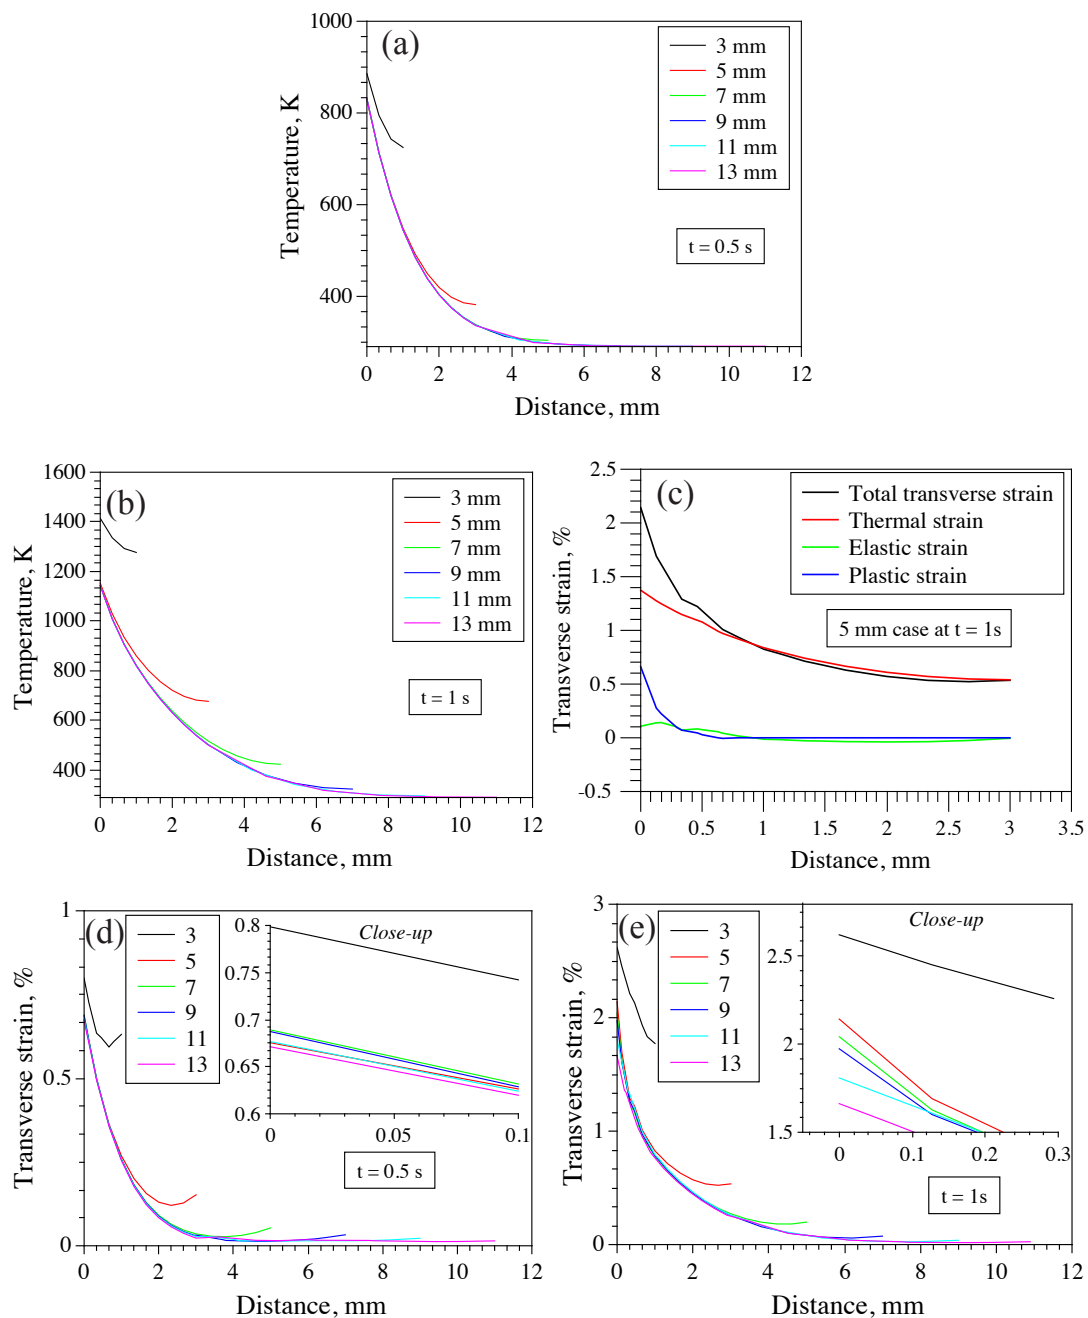 (a)
1000
800
600
400
Temperature, K
3 mm
5 mm
7 mm
9 mm
11 mm
13 mm
t = 0.5 s
0 2 4 6 8 10 12
Distance, mm
(b)
1600
1400
1200
1000
800
600
400
Temperature, K
3 mm
5 mm
7 mm
9 mm
11 mm
13 mm
t = 1 s
0 2 4 6 8 10 12
Distance, mm
(c)
2.5
2
1.5
1
0.5
0
-0.5
Transverse strain, %
Total transverse strain
Thermal strain
Elastic strain
Plastic strain
5 mm case at t = 1s
0 0.5 1 1.5 2 2.5 3 3.5
Distance, mm
(d)
1
0.5
0
Transverse strain, %
3
5
7
9
11
13
Close-up
0.8
0.75
0.7
0.65
0.6
0 0.05 0.1
t = 0.5 s
0 2 4 6 8 10 12
Distance, mm
(e)
3
2
1
0
Transverse strain, %
3
5
7
9
11
13
Close-up
2.5
2
1.5
0 0.1 0.2 0.3
t = 1s
0 2 4 6 8 10 12
Distance, mm